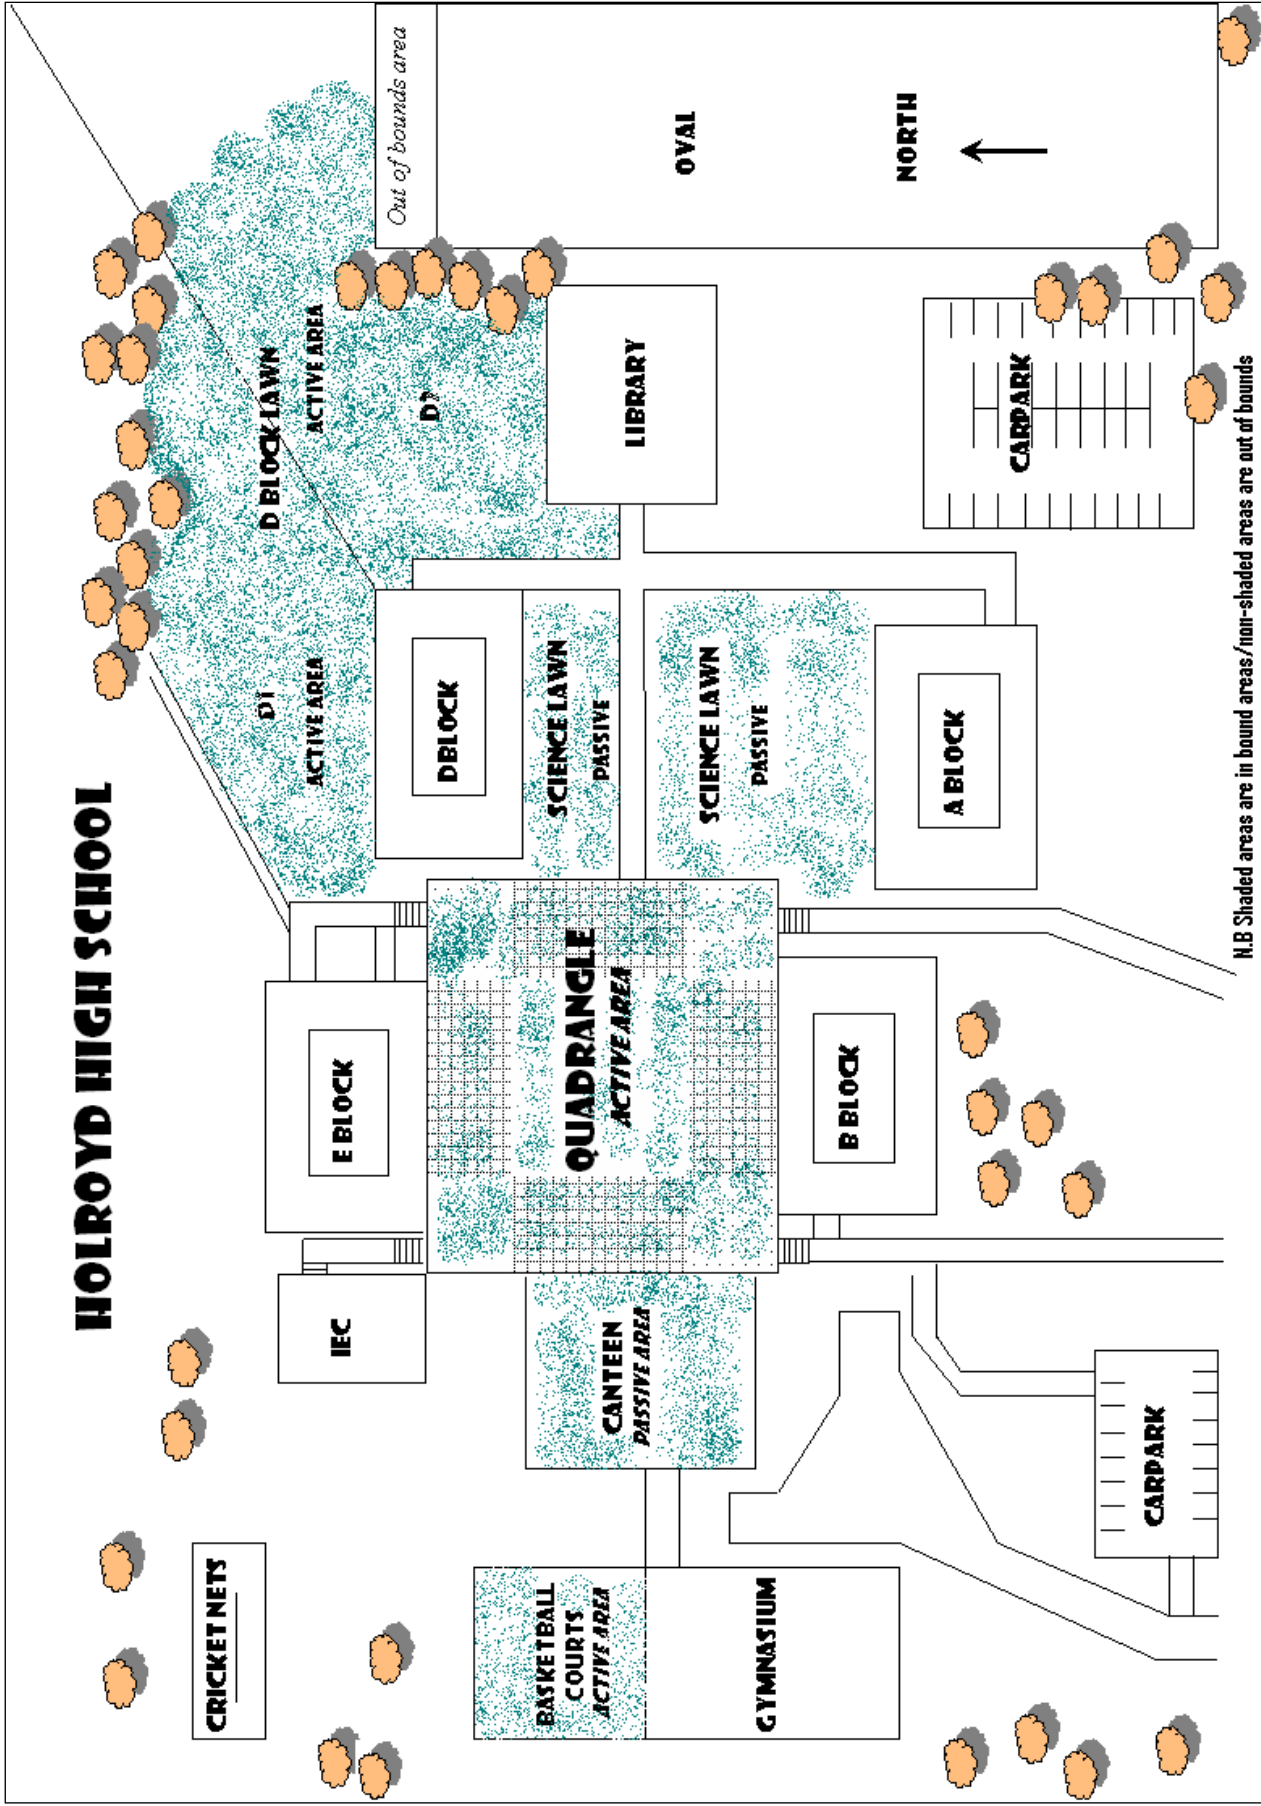 HOLROYD HIGH SCHOOL
CRICKET NETS
IEC
E BLOCK
ACTIVE AREA
D BLOCK LAWN
ACTIVE AREA
Out of bounds area
BASKETBALL
COURTS
ACTIVE AREA
GYMNASIUM
CANTEEN
PASSIVE AREA
QUADRANGLE
ACTIVE AREA
D BLOCK
SCIENCE LAWN
PASSIVE
SCIENCE LAWN
PASSIVE
LIBRARY
OVAL
NORTH
B BLOCK
A BLOCK
CARPARK
CARPARK
N.B Shaded areas are in bound areas/non-shaded areas are out of bounds